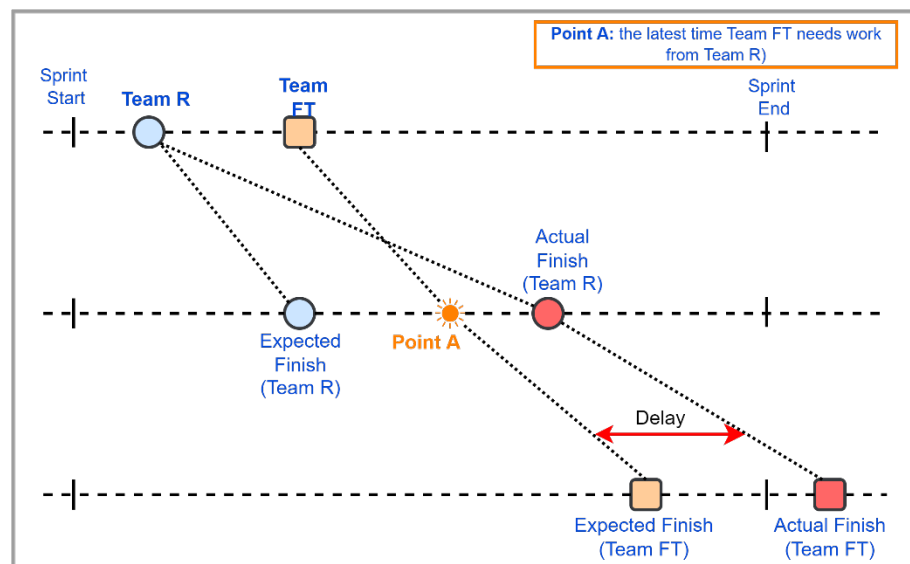 Point A: the latest time Team FT needs work
from Team R)
Sprint
Start
Team R
Team
FT
Sprint
End
Actual
Finish
(Team R)
Expected
Finish
(Team R)
Point A
Delay
Expected Finish
(Team FT)
Actual Finish
(Team FT)